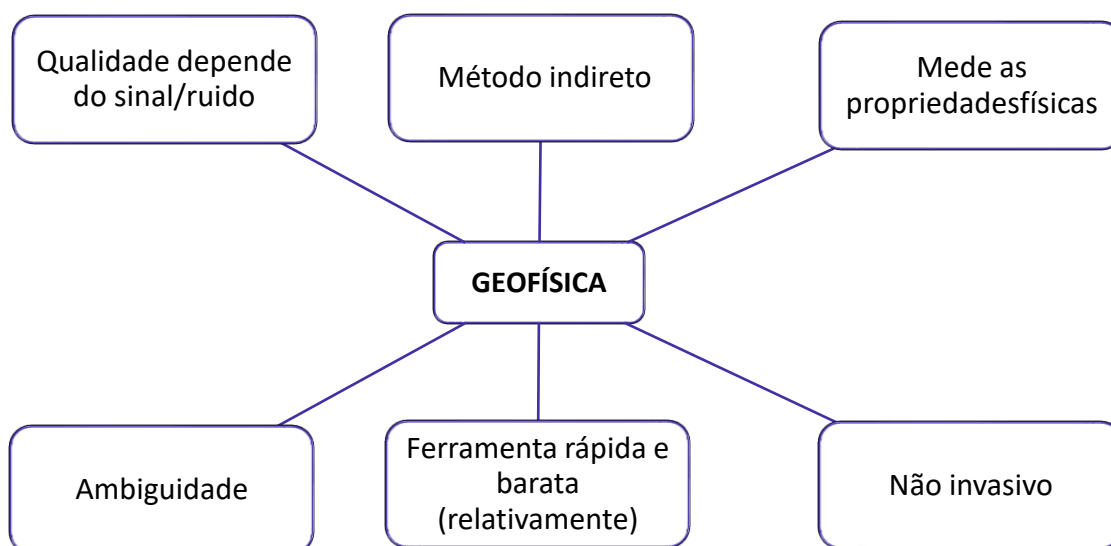 Qualidade depende
do sinal/ruido
Método indireto
Mede as
propriedadesfísicas
GEOFÍSICA
Ambiguidade
Ferramenta rápida e
barata
(relativamente)
Não invasivo